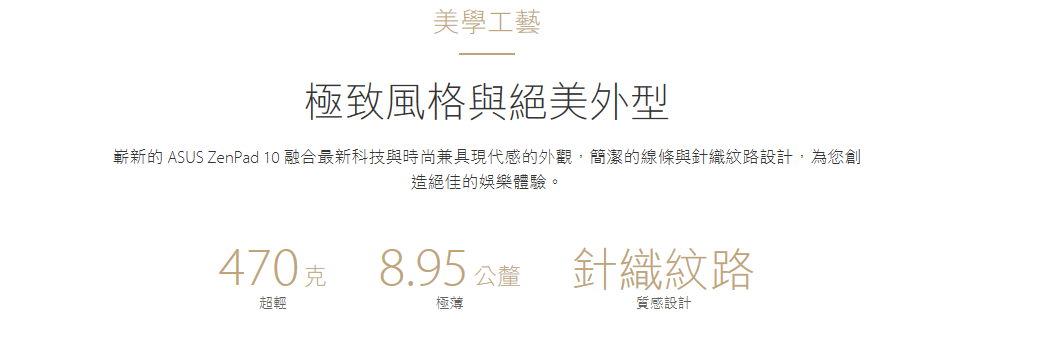 美學工藝
極致風格與絕美外型
嶄新的 ASUS ZenPad 10 融合最新科技與時尚兼具現代感的外觀，簡潔的線條與針織紋路設計，為您創
造絕佳的娛樂體驗。
470 克 8.95 公釐 針織紋路
超輕 極薄 質感設計